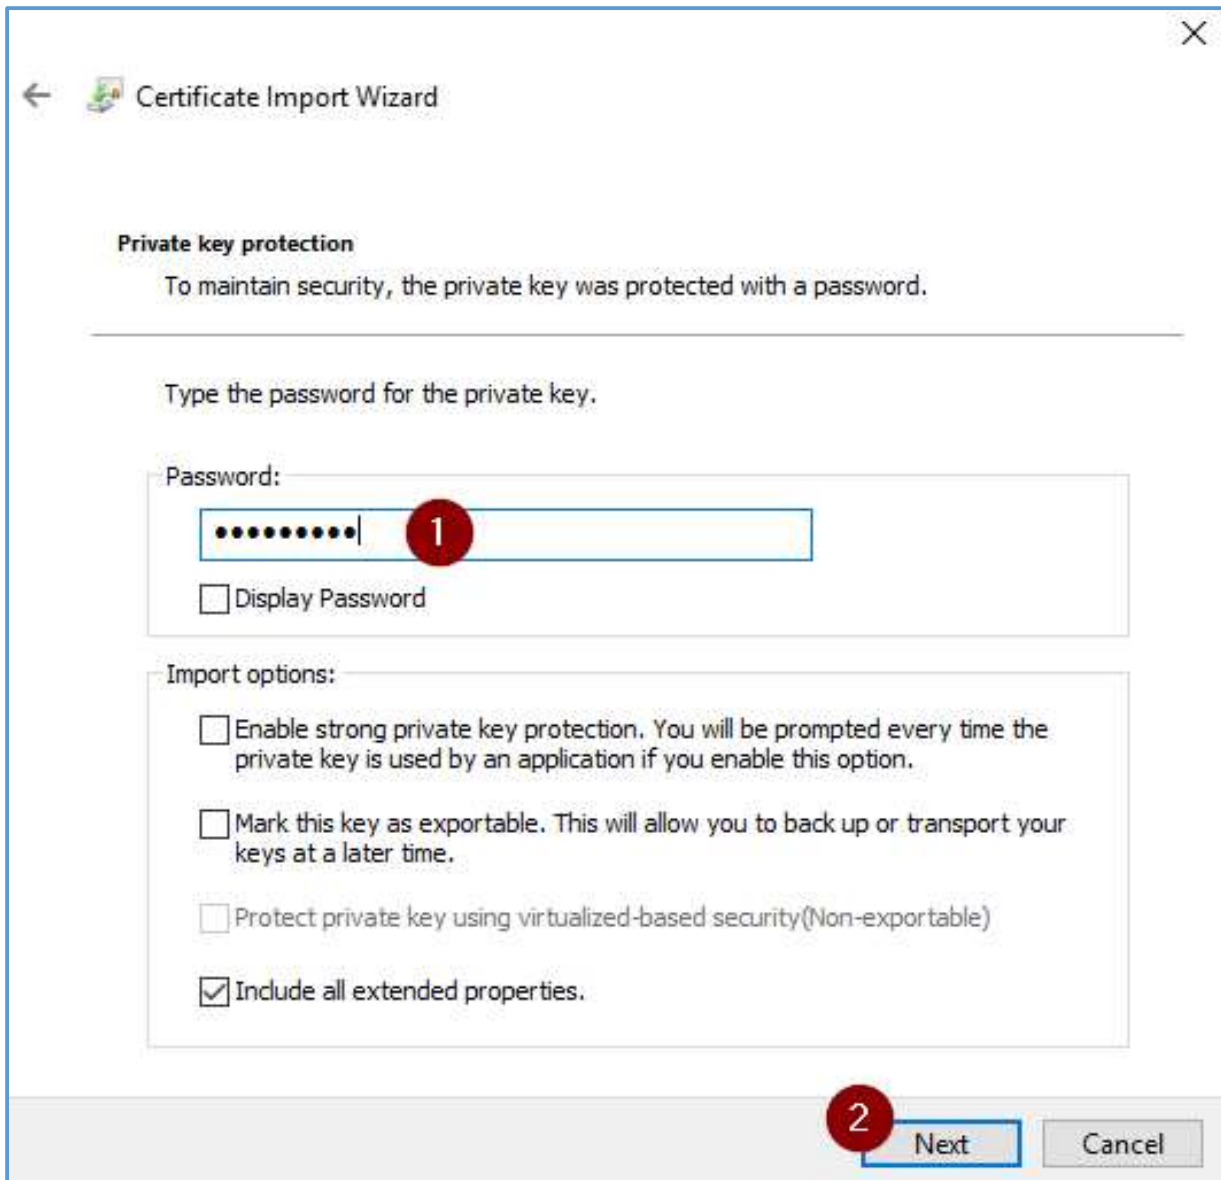 Certificate Import Wizard
Private key protection
To maintain security, the private key was protected with a password.
Type the password for the private key.
Password:
●●●●●●●●● 1
Display Password
Import options:
Enable strong private key protection. You will be prompted every time the
private key is used by an application if you enable this option.
Mark this key as exportable. This will allow you to back up or transport your
keys at a later time.
Protect private key using virtualized-based security(Non-exportable)
Include all extended properties.
2
Next Cancel